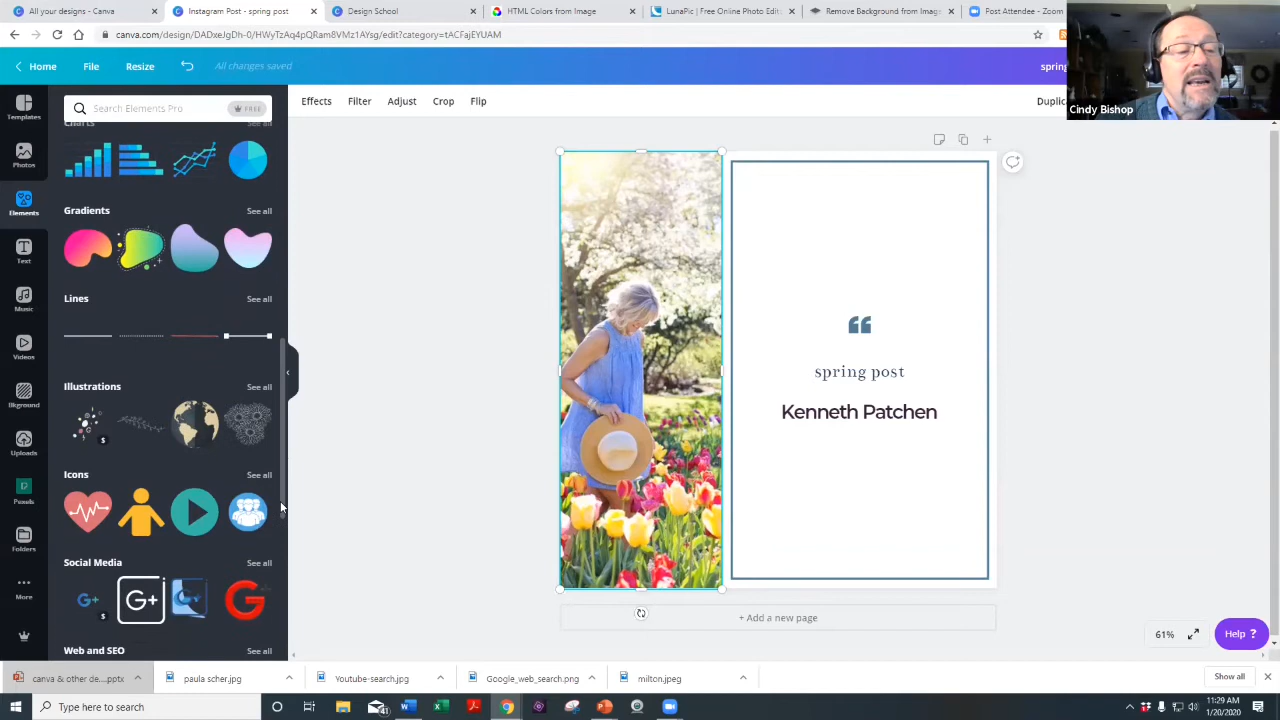 All your designs - Canva
Instagram Post - spring post
Design School
HTML Colors from Image
LunaPic | Free Online Photo Edit
Remove Background from Image
Post Attendee - Zoom
canva.com/design/DADxeJgDh-0/HWyTzAq4pQRam8VMz1AYsg/edit?category=tACFajEYUAM
Home
File
Resize
All changes saved
spring
Cindy Bishop
Search Elements Pro
FREE
Effects
Filter
Adjust
Crop
Flip
Templates
Photos
Elements
Text
Music
Videos
Bkground
Uploads
Pexels
Folders
More
Charts
See all
Gradients
See all
Lines
See all
Illustrations
See all
Icons
See all
Social Media
See all
G+
G+
G
Web and SEO
See all
“
spring post
Kenneth Patchen
+ Add a new page
61%
Help ?
canva & other de....pptx
paula scher.jpg
Youtube-search.jpg
Google_web_search.png
milton.jpeg
Show all
Type here to search
11:29 AM
1/20/2020